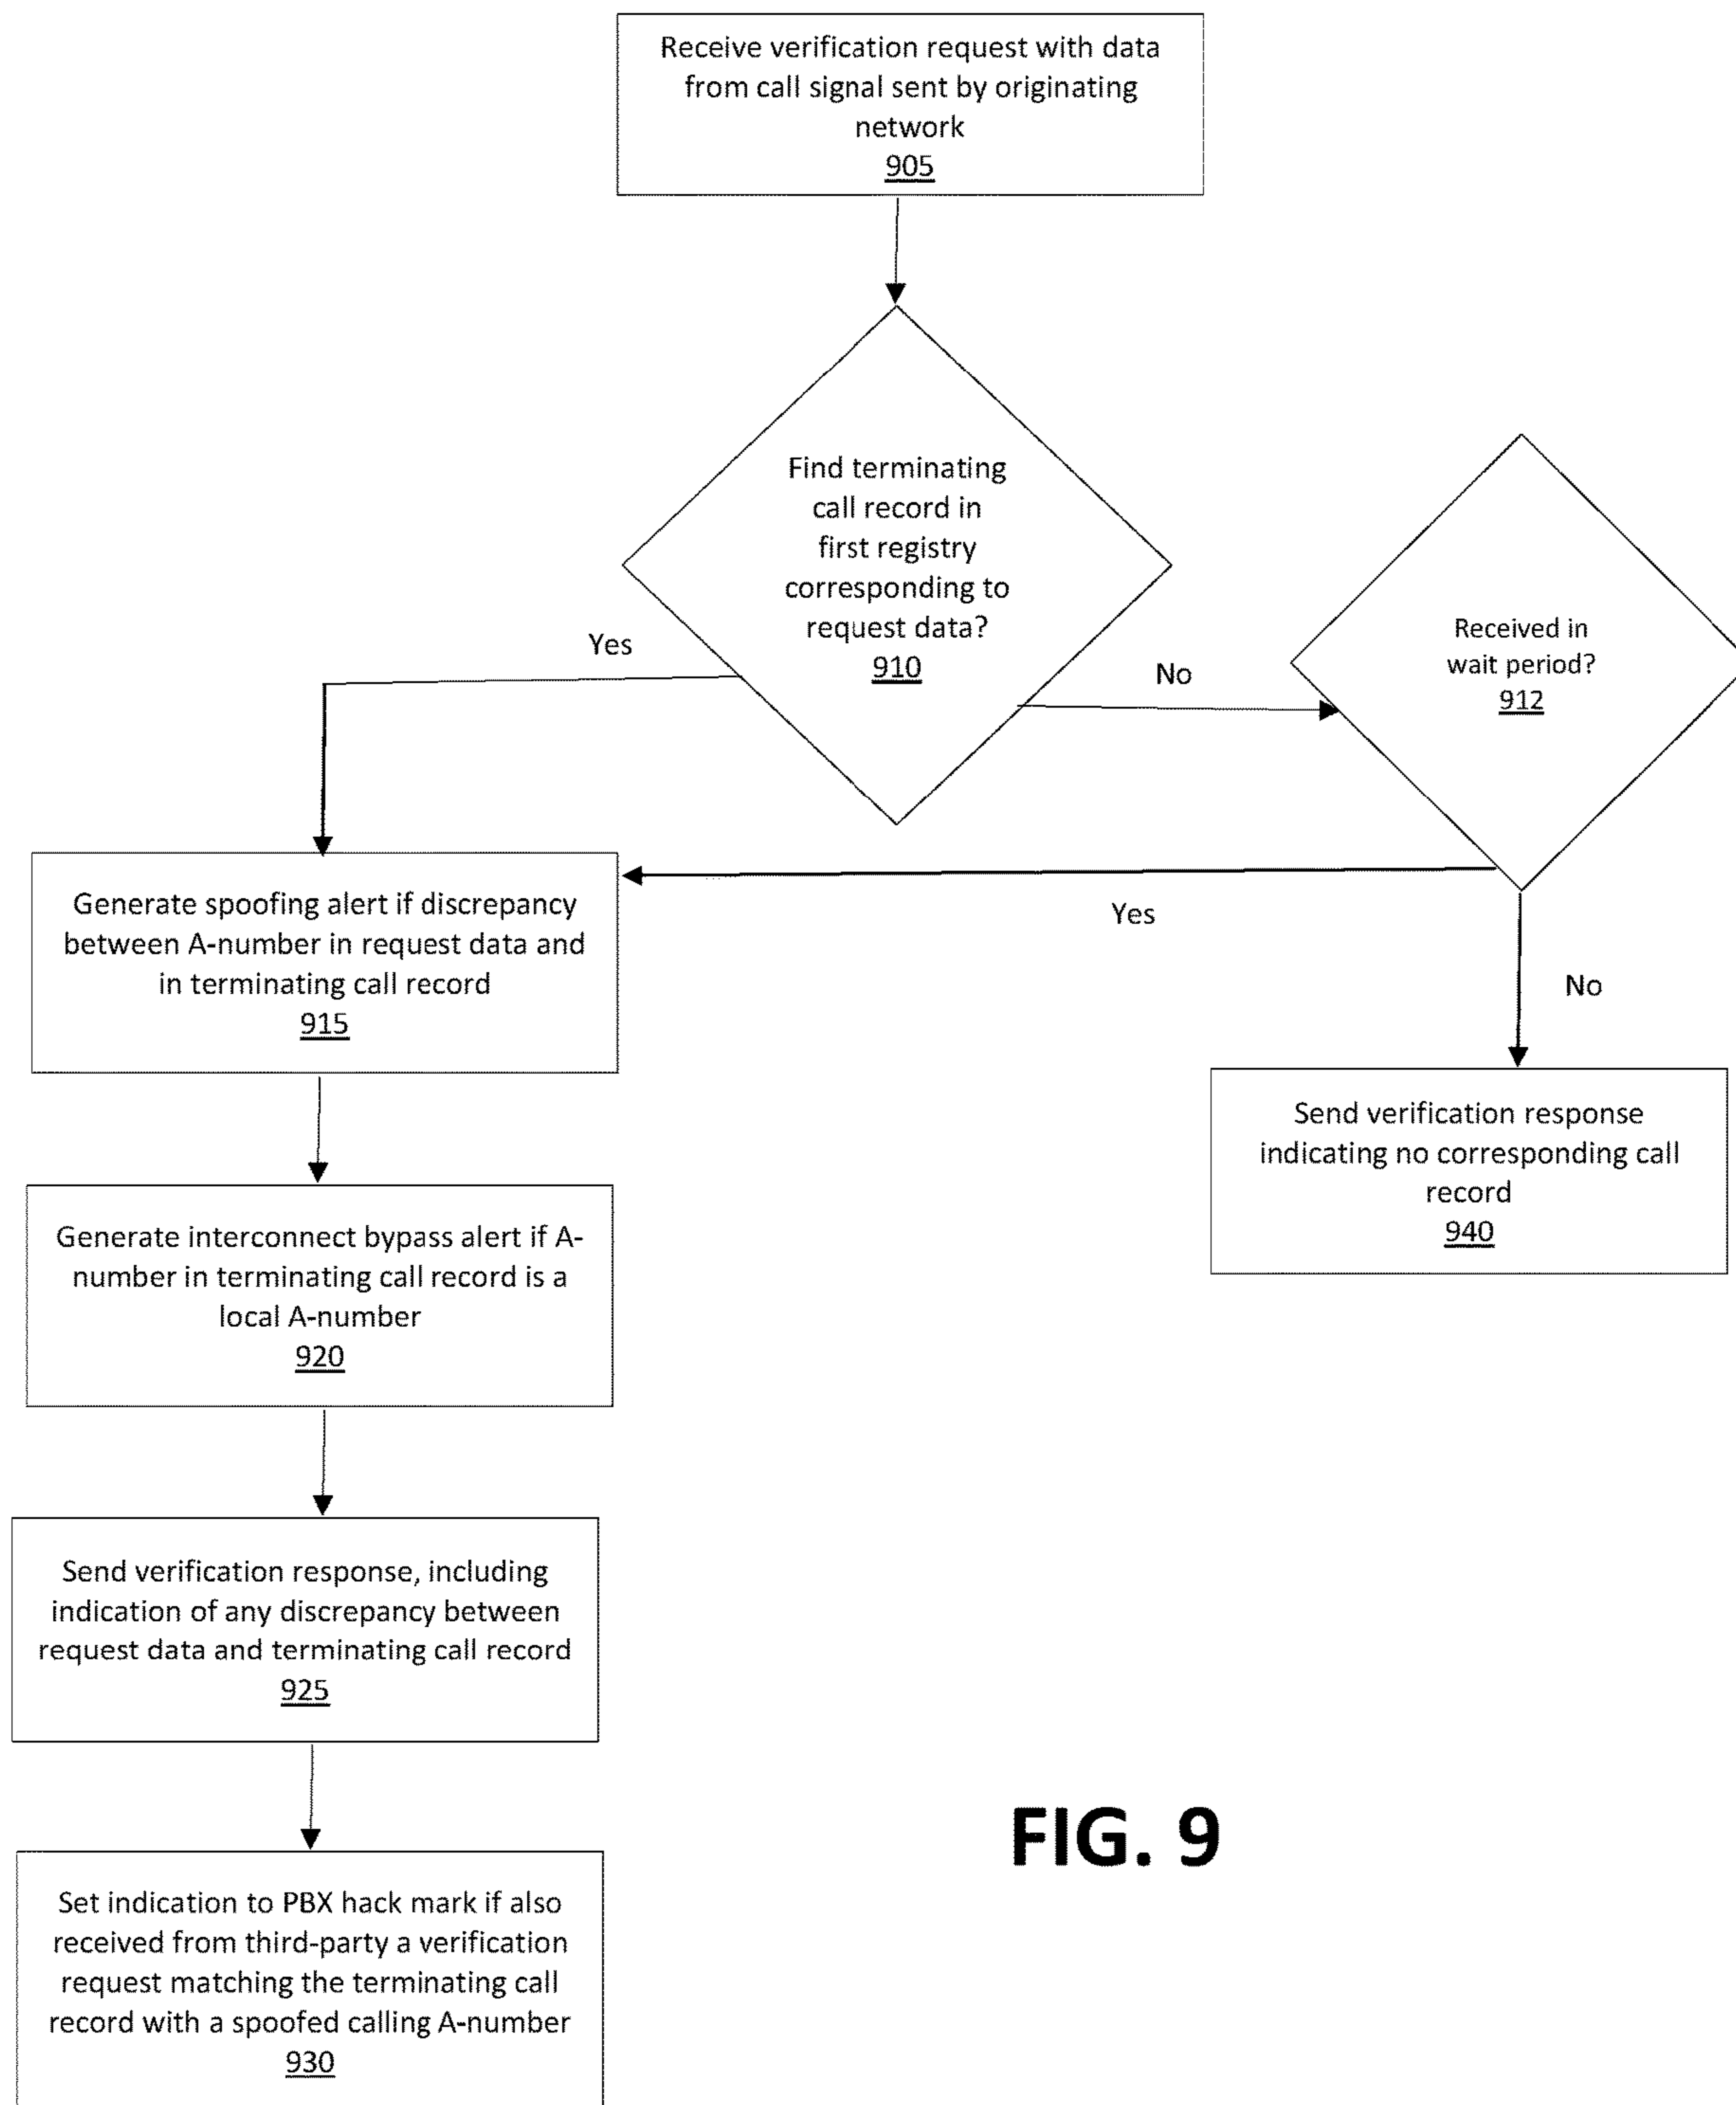 Receive verification request with data
from call signal sent by originating
network
905
Find terminating
call record in
first registry
corresponding to
request data?
910
Yes
No
Received in
wait period?
912
Generate spoofing alert if discrepancy
between A-number in request data and
in terminating call record
915
Yes
No
Send verification response
indicating no corresponding call
record
940
Generate interconnect bypass alert if A-
number in terminating call record is a
local A-number
920
Send verification response, including
indication of any discrepancy between
request data and terminating call record
925
Set indication to PBX hack mark if also
received from third-party a verification
request matching the terminating call
record with a spoofed calling A-number
930
FIG. 9